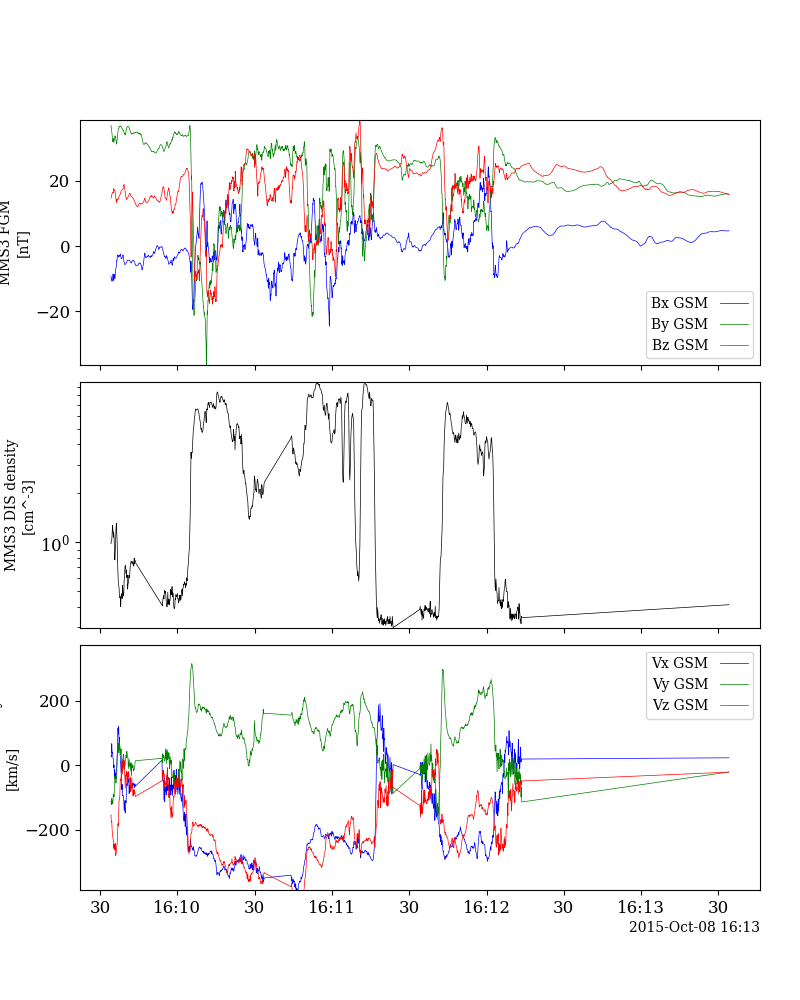 MMS3 FGM
[nT]
20
0
−20
Bx GSM
By GSM
Bz GSM
MMS3 DIS density
[cm^-3]
10^0
[km/s]
200
0
−200
Vx GSM
Vy GSM
Vz GSM
30 16:10 30 16:11 30 16:12 30 16:13 30
2015-Oct-08 16:13